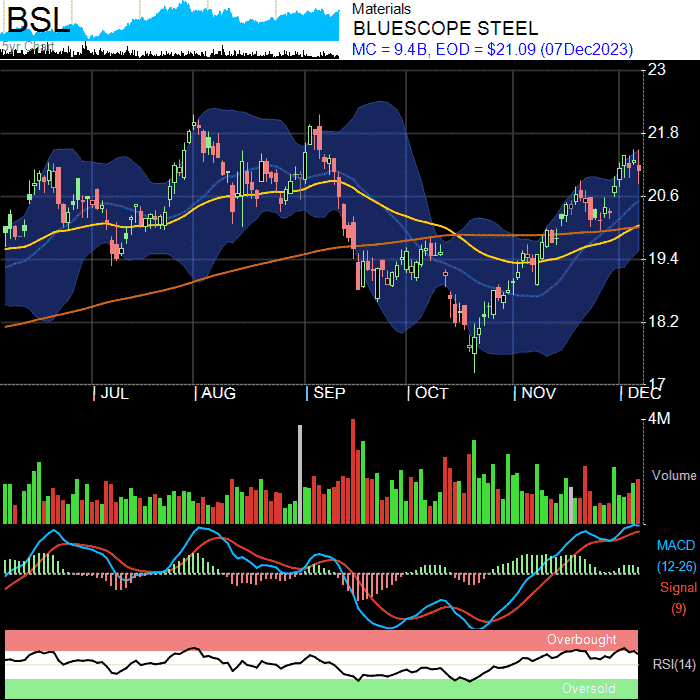 BSL
5yr Chart
Materials
BLUESCOPE STEEL
MC = 9.4B, EOD = $21.09 (07Dec2023)
23
21.8
20.6
19.4
18.2
17
| JUL | AUG | SEP | OCT | NOV | DEC
4M
Volume
MACD
(12-26)
Signal
(9)
Overbought
RSI(14)
Oversold